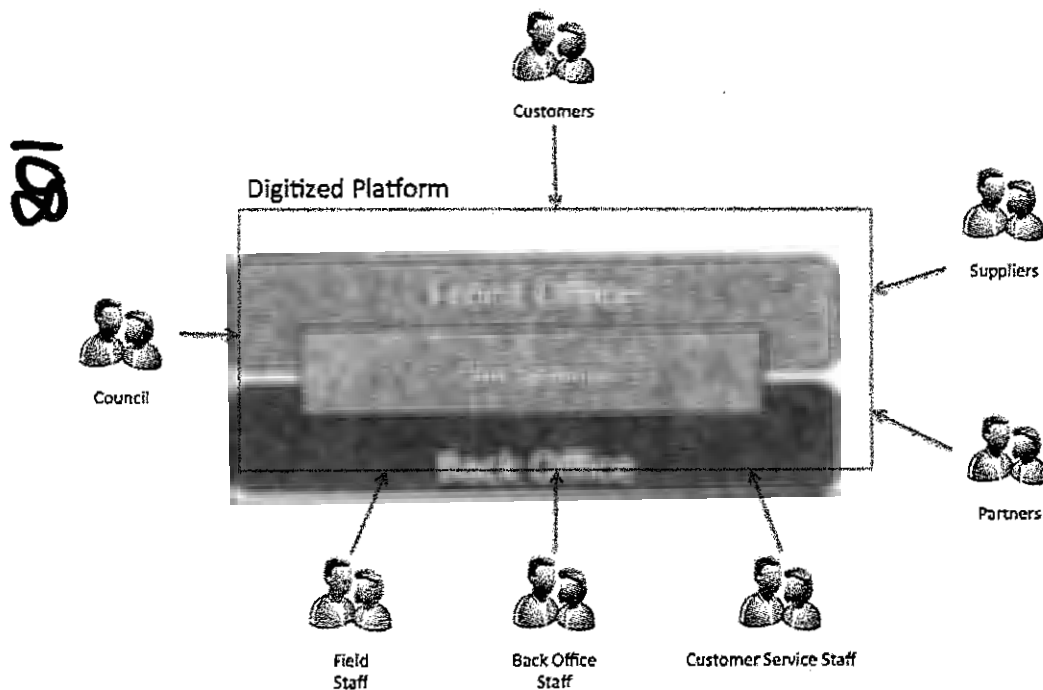 Customers
Digitized Platform
Suppliers
Front Office
Council
Back Office
Partners
Field
Staff
Back Office
Staff
Customer Service Staff